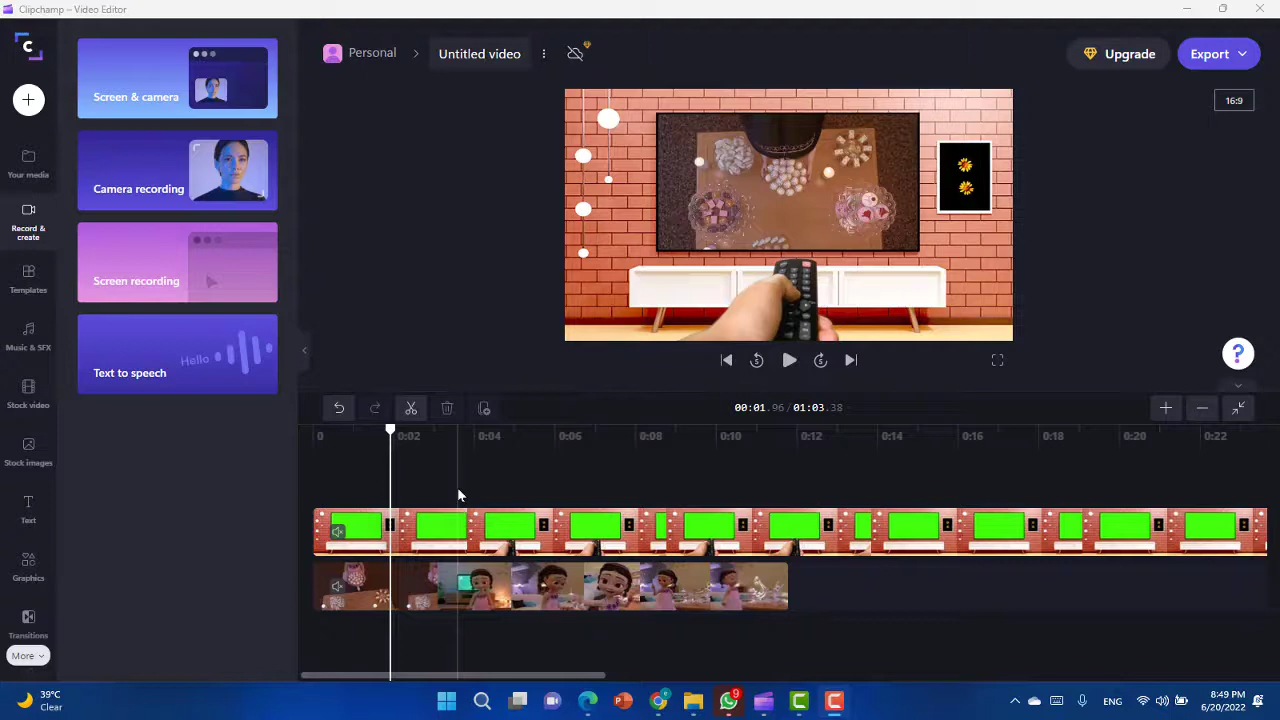 Clipchamp – Video Editor
Personal
Untitled video
Upgrade
Export
Screen & camera
16:9
Camera recording
Your media
Record & create
Screen recording
Templates
Music & SFX
Hello
Text to speech
Stock video
00:01.96/01:03.38
0
0:02
0:04
0:06
0:08
0:10
0:12
0:14
0:16
0:18
0:20
0:22
Stock images
Text
Graphics
Transitions
More
39°C
Clear
9
ENG
8:49 PM
6/20/2022